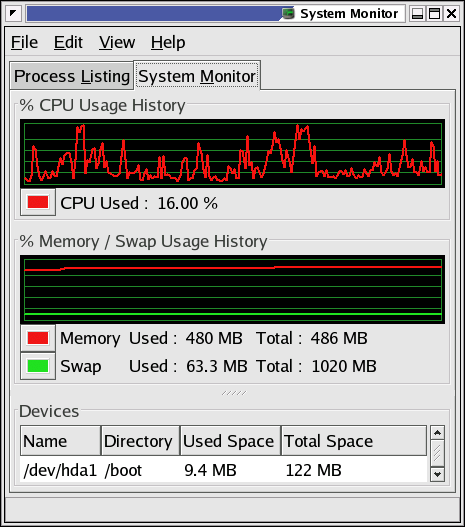 System Monitor
File Edit View Help
Process Listing System Monitor
% CPU Usage History
CPU Used : 16.00 %
% Memory / Swap Usage History
Memory Used : 480 MB Total : 486 MB
Swap Used : 63.3 MB Total : 1020 MB
Devices
Name Directory Used Space Total Space
/dev/hda1 /boot 9.4 MB 122 MB